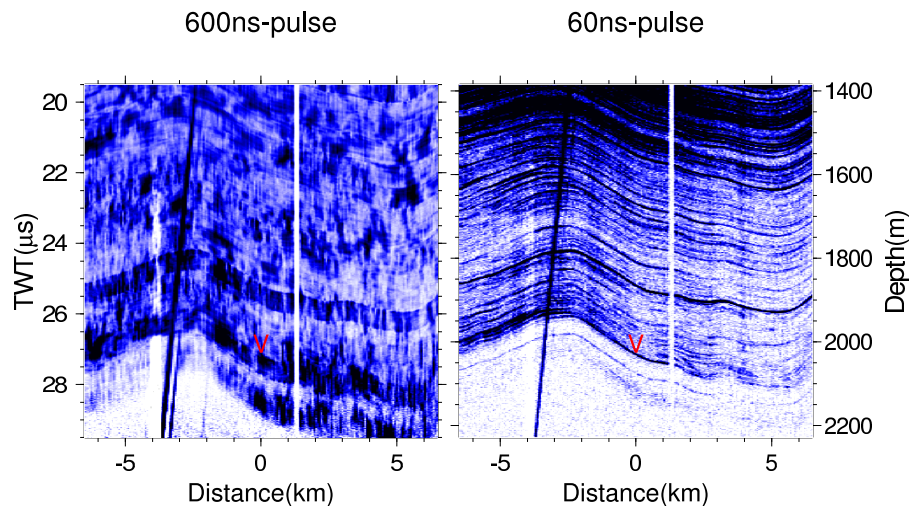 600ns-pulse
60ns-pulse
20
22
24
26
28
TWT(µs)
-5
0
5
Distance(km)
V
-5
0
5
Distance(km)
V
1400
1600
1800
2000
2200
Depth(m)